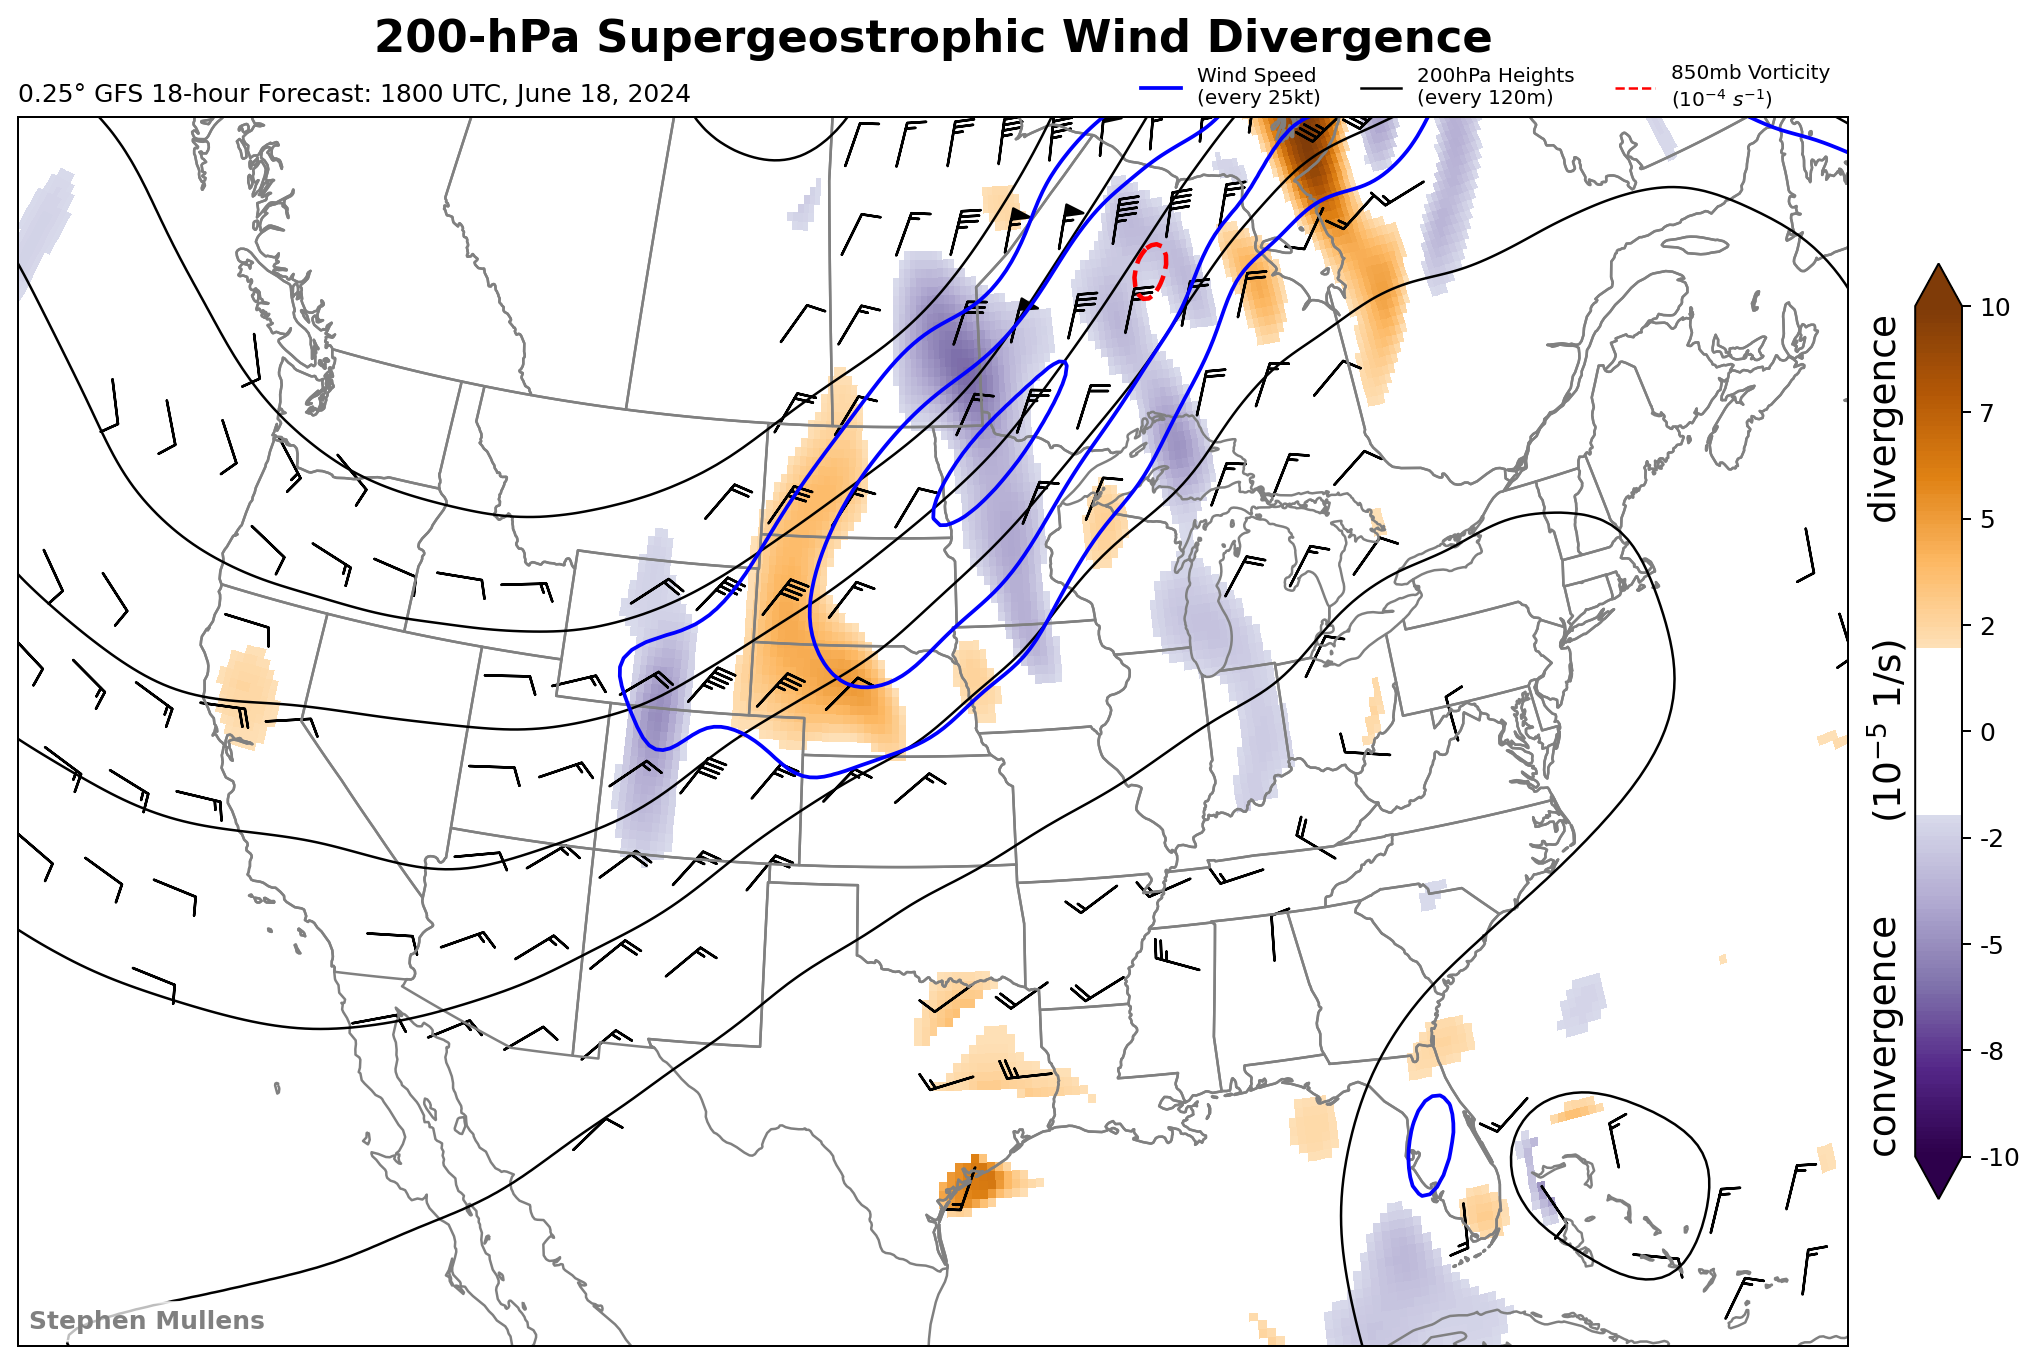 200-hPa Supergeostrophic Wind Divergence
0.25° GFS 18-hour Forecast: 1800 UTC, June 18, 2024
Wind Speed
(every 25kt)
200hPa Heights
(every 120m)
850mb Vorticity
(10⁻⁴ s⁻¹)
10
7
5
2
0
-2
-5
-8
-10
convergence (10⁻⁵ 1/s) divergence
Stephen Mullens